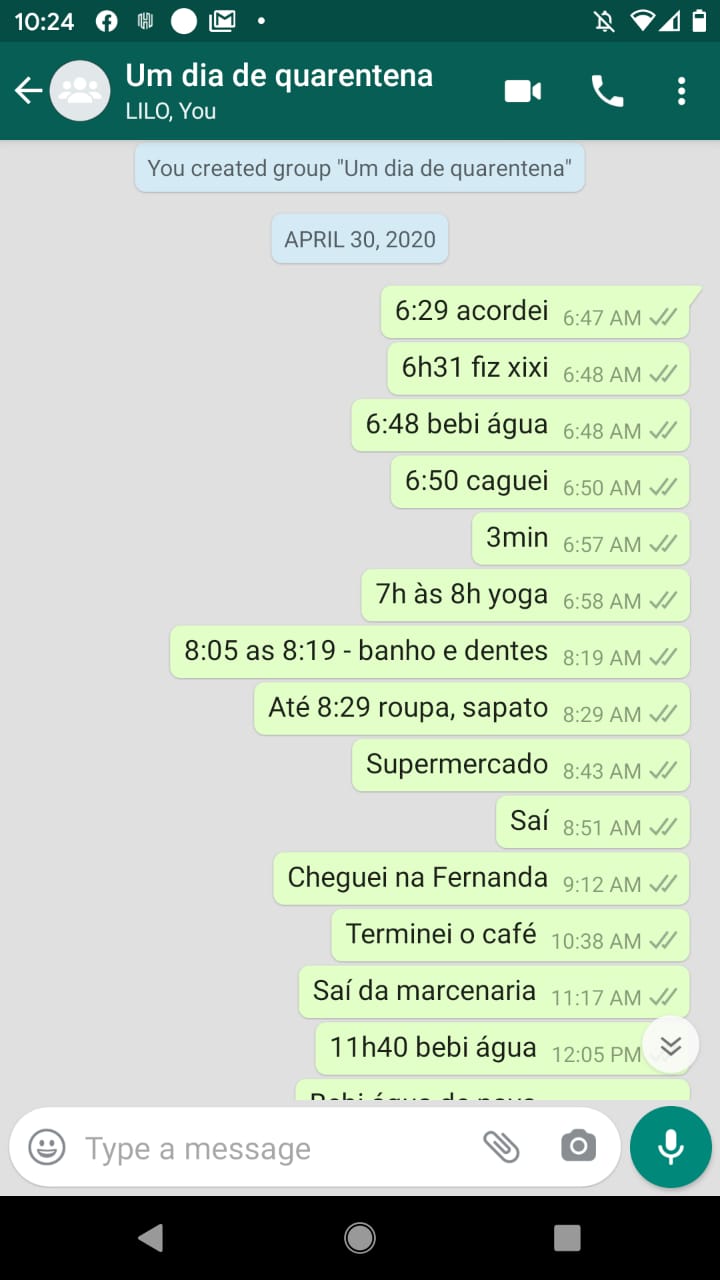 10:24
Um dia de quarentena
LILO, You
You created group "Um dia de quarentena"
APRIL 30, 2020
6:29 acordei 6:47 AM
6h31 fiz xixi 6:48 AM
6:48 bebi água 6:48 AM
6:50 caguei 6:50 AM
3min 6:57 AM
7h às 8h yoga 6:58 AM
8:05 as 8:19 - banho e dentes 8:19 AM
Até 8:29 roupa, sapato 8:29 AM
Supermercado 8:43 AM
Saí 8:51 AM
Cheguei na Fernanda 9:12 AM
Terminei o café 10:38 AM
Saí da marcenaria 11:17 AM
11h40 bebi água 12:05 PM
Bebi água de novo
Type a message